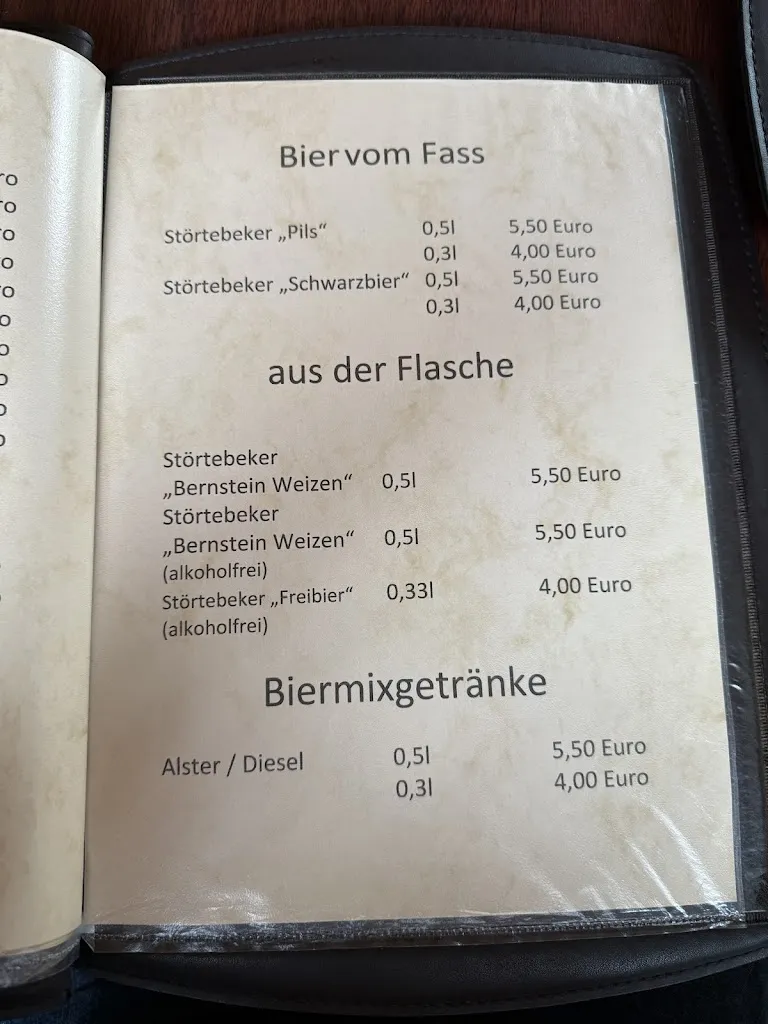 Bier vom Fass
Störtebeker „Pils“ 0,5l 5,50 Euro
0,3l 4,00 Euro
Störtebeker „Schwarzbier“ 0,5l 5,50 Euro
0,3l 4,00 Euro
aus der Flasche
Störtebeker
„Bernstein Weizen“ 0,5l 5,50 Euro
Störtebeker
„Bernstein Weizen“ 0,5l 5,50 Euro
(alkoholfrei)
Störtebeker „Freibier“ 0,33l 4,00 Euro
(alkoholfrei)
Biermixgetränke
Alster / Diesel 0,5l 5,50 Euro
0,3l 4,00 Euro